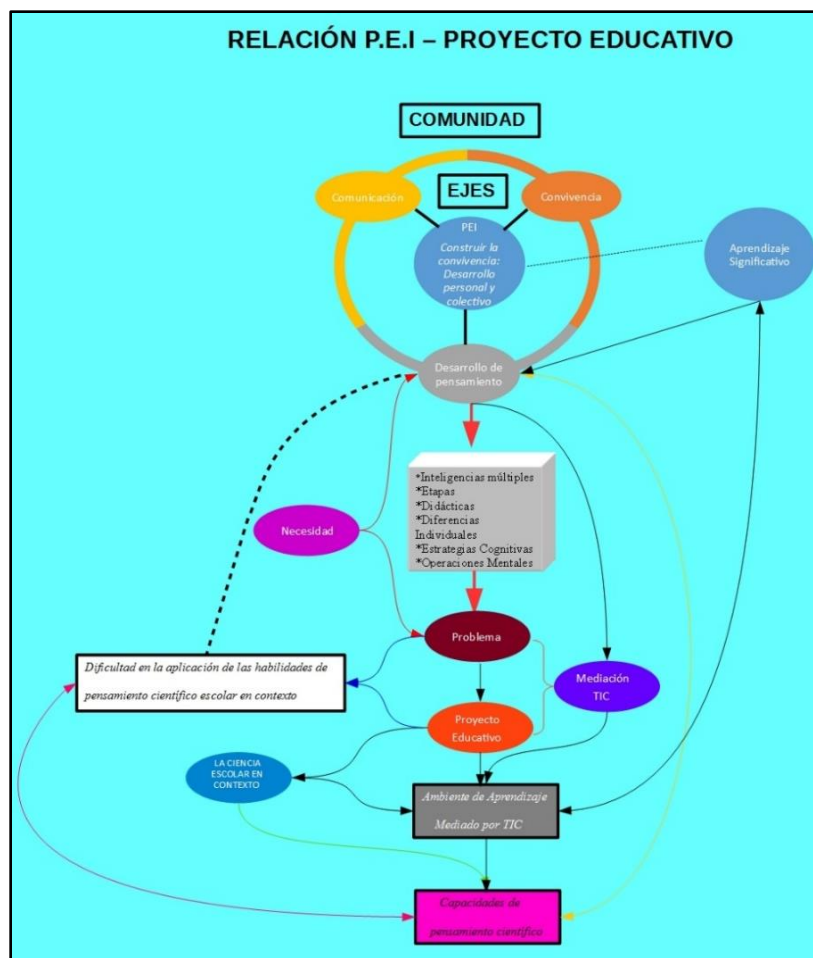 RELACIÓN P.E.I – PROYECTO EDUCATIVO
COMUNIDAD
EJES
Comunicación
Convivencia
PEI
Construir la
convivencia:
Desarrollo
personal y
colectivo
Aprendizaje
Significativo
Desarrollo de
pensamiento
*Inteligencias múltiples
*Etapas
*Didácticas
*Diferencias
Individuales
*Estrategias Cognitivas
*Operaciones Mentales
Necesidad
Problema
Dificultad en la aplicación de las habilidades de
pensamiento científico escolar en contexto
Mediación
TIC
Proyecto
Educativo
LA CIENCIA
ESCOLAR EN
CONTEXTO
Ambiente de Aprendizaje
Mediado por TIC
Capacidades de
pensamiento científico